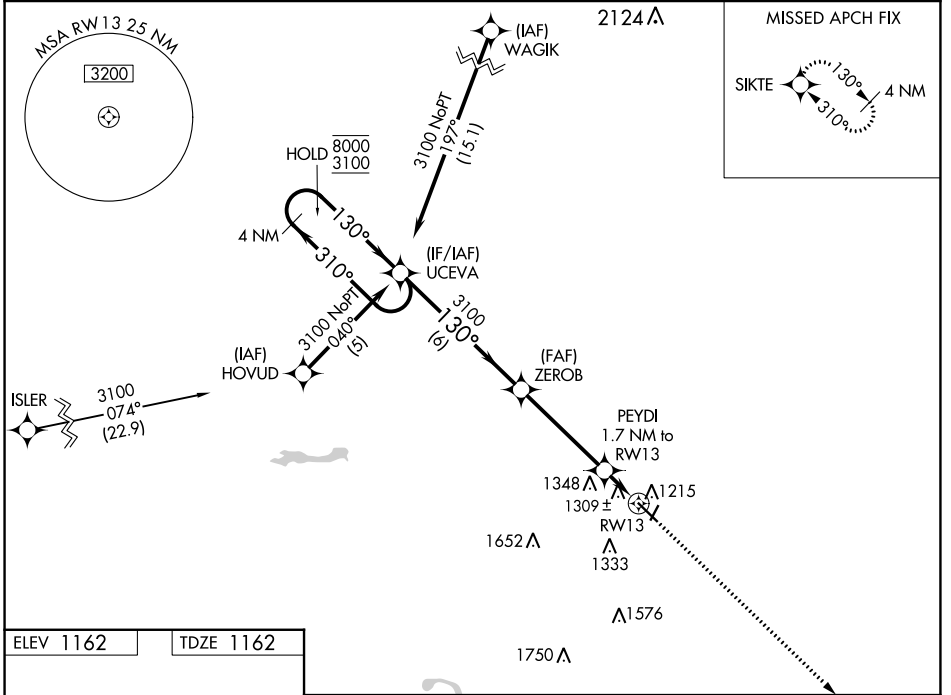 MSA RW13 25 NM
3200
2124
(IAF)
WAGIK
MISSED APCH FIX
SIKTE
130°
310°
4 NM
3100 NoPT
197°
(15.1)
HOLD 8000
3100
130°
4 NM
310°
(IF/IAF)
UCEVA
3100 NoPT
040°
(5)
3100
130°
(6)
(IAF)
HOVUD
(FAF)
ZEROB
ISLER
3100
074°
(22.9)
PEYDI
1.7 NM to
RW13
1348
1309 ±
1215
RW13
1652
1333
1576
1750
ELEV 1162
TDZE 1162